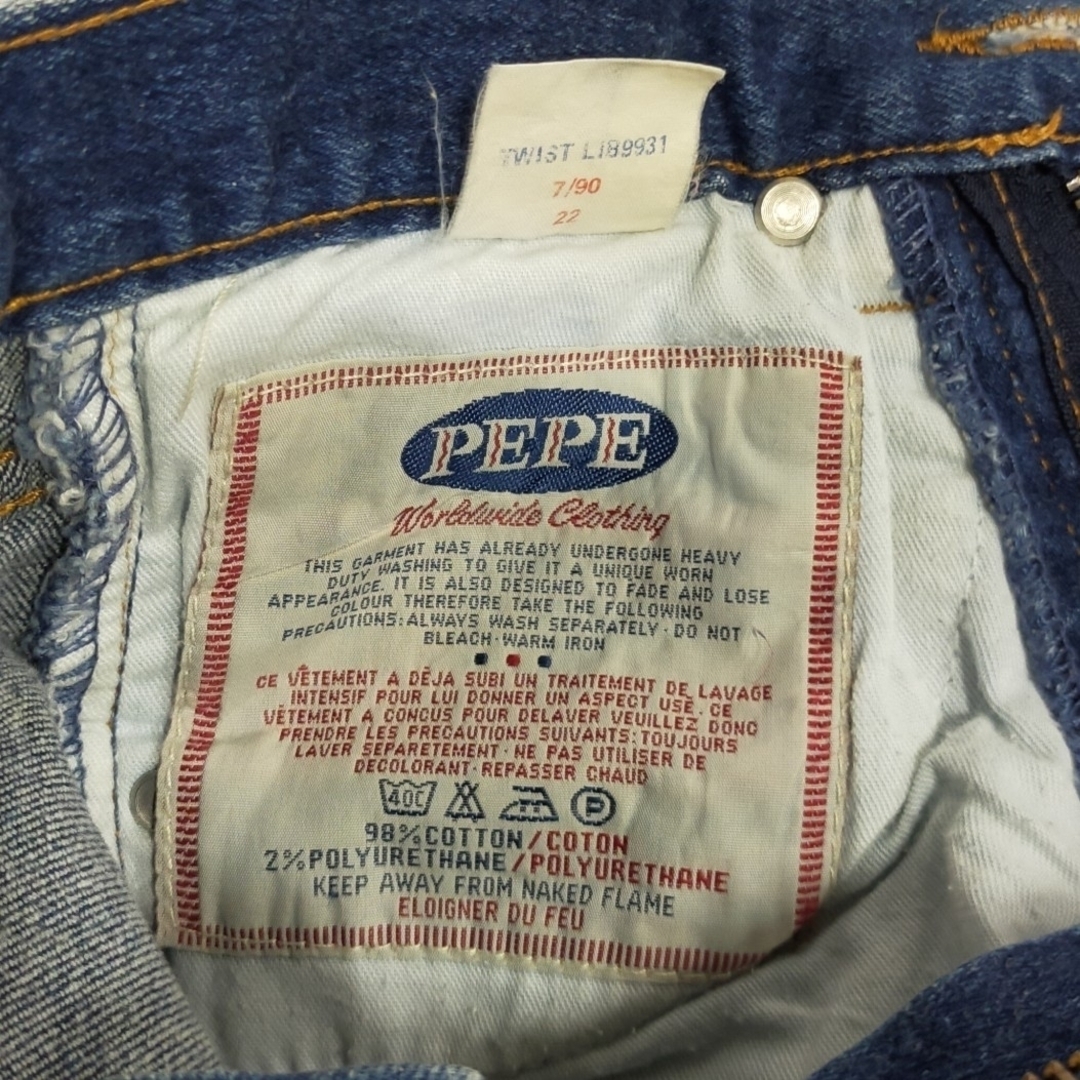 TWIST L189931
7/90
22
PEPE
Worldwide Clothing
THIS GARMENT HAS ALREADY UNDERGONE HEAVY
DUTY WASHING TO GIVE IT A UNIQUE WORN
APPEARANCE. IT IS ALSO DESIGNED TO FADE AND LOSE
COLOUR THEREFORE TAKE THE FOLLOWING
PRECAUTIONS:ALWAYS WASH SEPARATELY·DO NOT
BLEACH·WARM IRON
CE VÊTEMENT A DÉJA SUBI UN TRAITEMENT DE LAVAGE
INTENSIF POUR LUI DONNER UN ASPECT USÉ. CE
VÊTEMENT A CONCUS POUR DELAVER VEUILLEZ DONC
PRENDRE LES PRECAUTIONS SUIVANTS:TOUJOURS
LAVER SEPARETEMENT·NE PAS UTILISER DE
DECOLORANT·REPASSER CHAUD
40C P
98%COTTON/COTON
2%POLYURETHANE/POLYURETHANE
KEEP AWAY FROM NAKED FLAME
ELOIGNER DU FEU